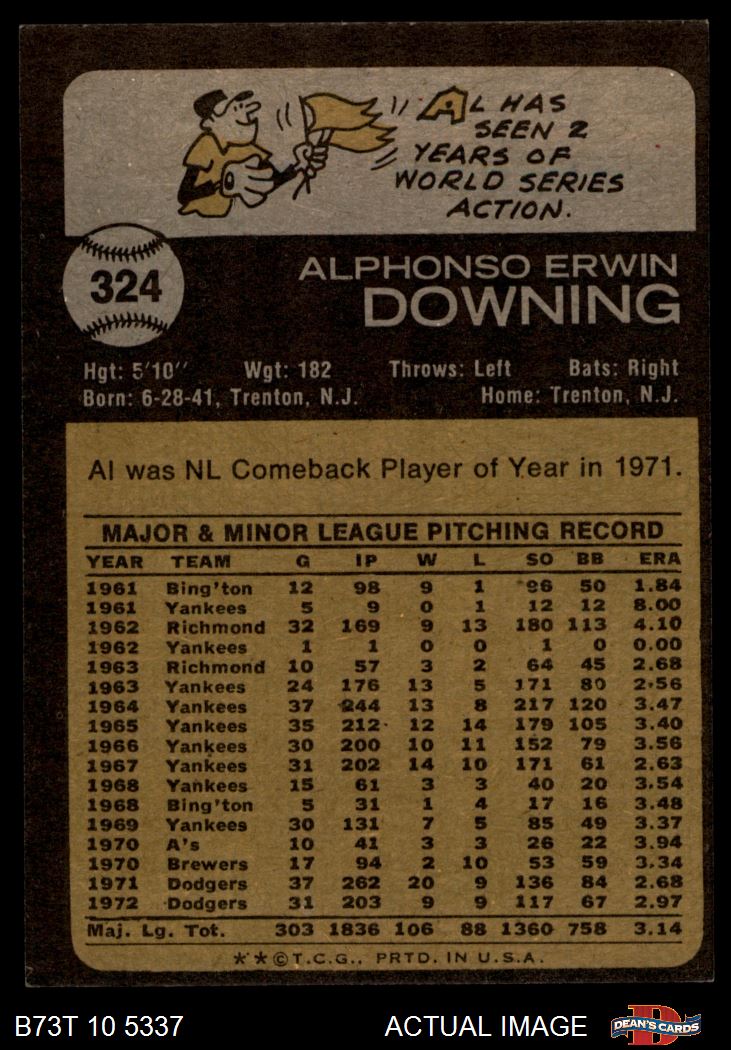 AL HAS
SEEN 2
YEARS OF
WORLD SERIES
ACTION.
324
ALPHONSO ERWIN
DOWNING
Hgt: 5'10'' Wgt: 182 Throws: Left Bats: Right
Born: 6-28-41, Trenton, N.J. Home: Trenton, N.J.
Al was NL Comeback Player of Year in 1971.
MAJOR & MINOR LEAGUE PITCHING RECORD
YEAR TEAM G IP W L SO BB ERA
1961 Bing'ton 12 98 9 1 96 50 1.84
1961 Yankees 5 9 0 1 12 12 8.00
1962 Richmond 32 169 9 13 180 113 4.10
1962 Yankees 1 1 0 0 1 0 0.00
1963 Richmond 10 57 3 2 64 45 2.68
1963 Yankees 24 176 13 5 171 80 2.56
1964 Yankees 37 244 13 8 217 120 3.47
1965 Yankees 35 212 12 14 179 105 3.40
1966 Yankees 30 200 10 11 152 79 3.56
1967 Yankees 31 202 14 10 171 61 2.63
1968 Yankees 15 61 3 3 40 20 3.54
1968 Bing'ton 5 31 1 4 17 16 3.48
1969 Yankees 30 131 7 5 85 49 3.37
1970 A's 10 41 3 3 26 22 3.94
1970 Brewers 17 94 2 10 53 59 3.34
1971 Dodgers 37 262 20 9 136 84 2.68
1972 Dodgers 31 203 9 9 117 67 2.97
Maj. Lg. Tot. 303 1836 106 88 1360 758 3.14
**©T.C.G., PRTD. IN U.S.A.
B73T 10 5337 ACTUAL IMAGE
DEAN'S CARDS